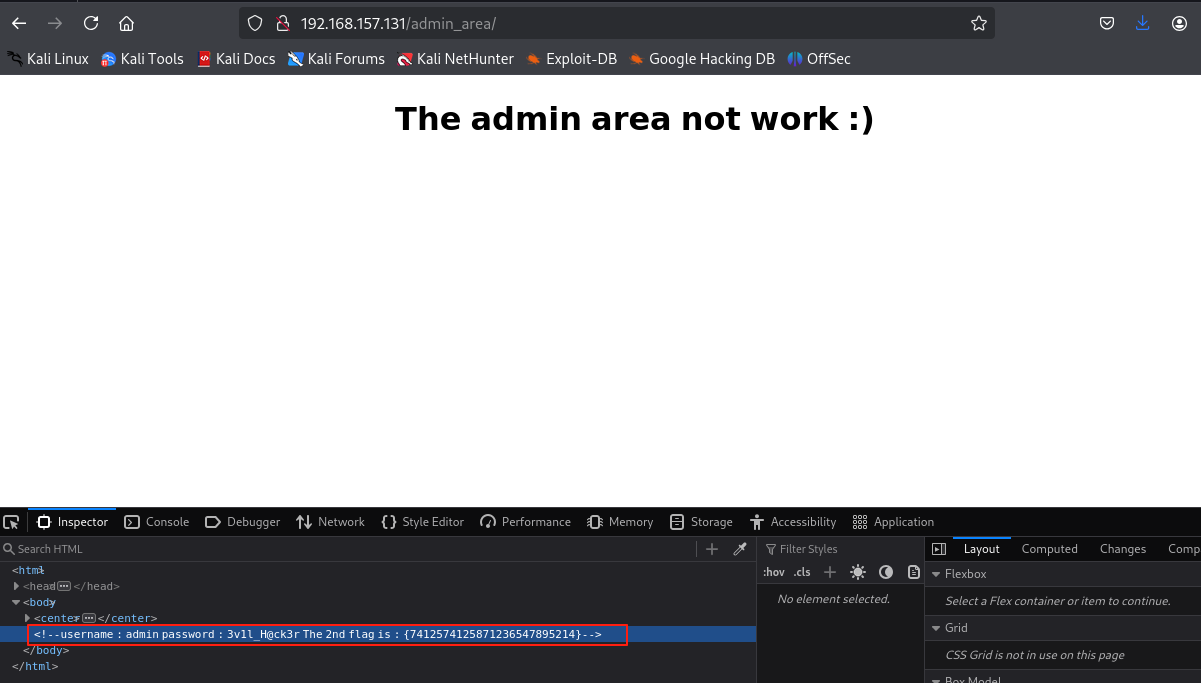 192.168.157.131/admin_area/
Kali Linux Kali Tools Kali Docs Kali Forums Kali NetHunter Exploit-DB Google Hacking DB OffSec
The admin area not work :)
Inspector Console Debugger Network Style Editor Performance Memory Storage Accessibility Application
Search HTML
Filter Styles
Layout Computed Changes Comp
:hov .cls
<html>
<head> </head>
<body>
<center> </center>
<!--username : admin password : 3v1l_H@ck3r The 2nd flag is : {7412574125871236547895214}-->
</body>
</html>
No element selected.
Flexbox
Select a Flex container or item to continue.
Grid
CSS Grid is not in use on this page
Box Model